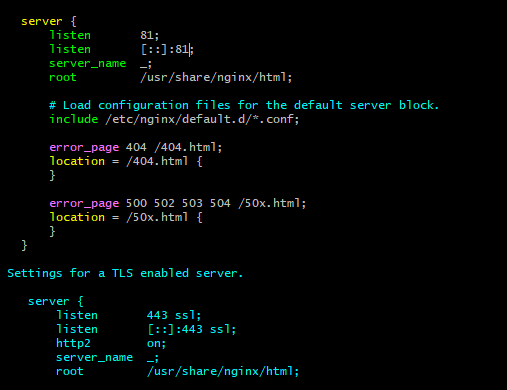 server {
listen 81;
listen [::]:81;
server_name _;
root /usr/share/nginx/html;
# Load configuration files for the default server block.
include /etc/nginx/default.d/*.conf;
error_page 404 /404.html;
location = /404.html {
}
error_page 500 502 503 504 /50x.html;
location = /50x.html {
}
}
Settings for a TLS enabled server.
server {
listen 443 ssl;
listen [::]:443 ssl;
http2 on;
server_name _;
root /usr/share/nginx/html;